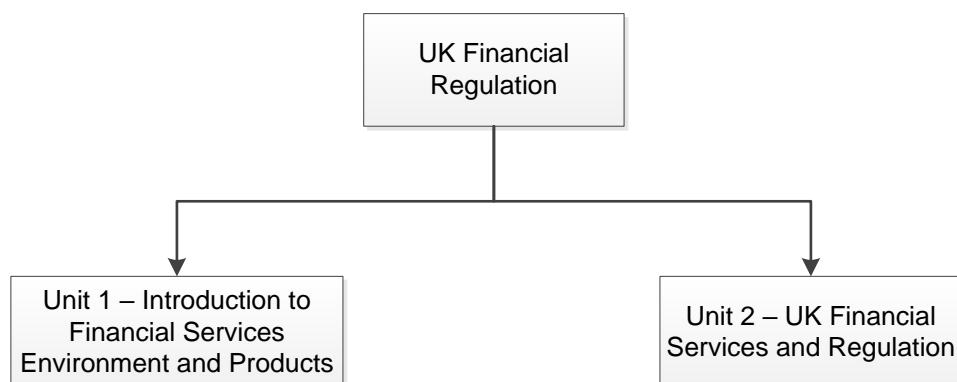 UK Financial
Regulation
Unit 1 – Introduction to
Financial Services
Environment and Products
Unit 2 – UK Financial
Services and Regulation